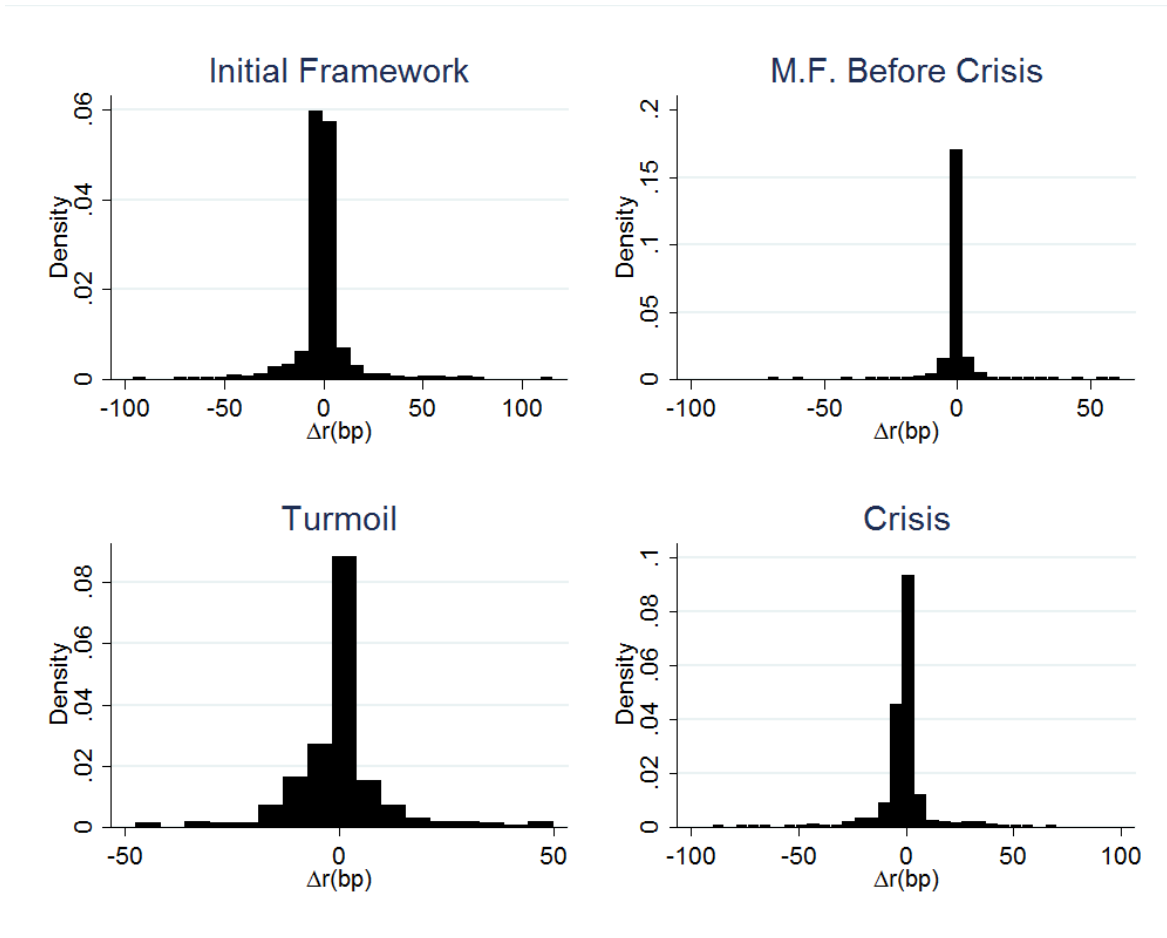 Initial Framework
Density
0 .02 .04 .06
-100 -50 0 50 100
Δr(bp)
M.F. Before Crisis
Density
0 .05 .1 .15 .2
-100 -50 0 50
Δr(bp)
Turmoil
Density
0 .02 .04 .06 .08
-50 0 50
Δr(bp)
Crisis
Density
0 .02 .04 .06 .08 .1
-100 -50 0 50 100
Δr(bp)